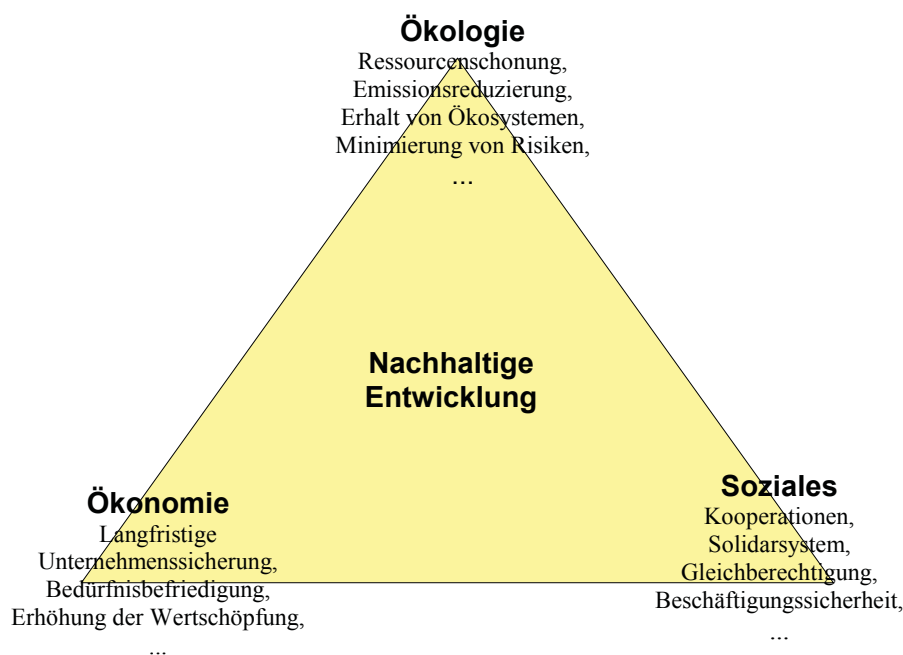 Ökologie
Ressourcenschonung,
Emissionsreduzierung,
Erhalt von Ökosystemen,
Minimierung von Risiken,
...
Nachhaltige
Entwicklung
Ökonomie
Langfristige
Unternehmenssicherung,
Bedürfnisbefriedigung,
Erhöhung der Wertschöpfung,
...
Soziales
Kooperationen,
Solidarsystem,
Gleichberechtigung,
Beschäftigungssicherheit,
...